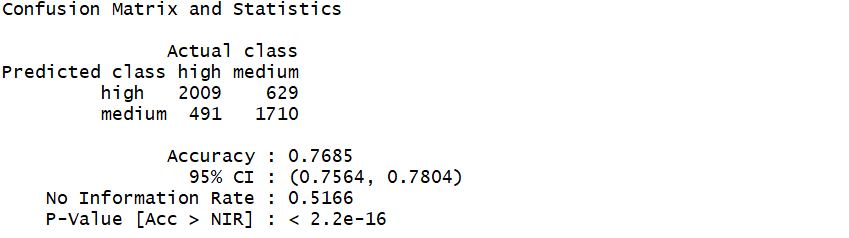 Confusion Matrix and Statistics
Actual class
Predicted class high medium
high 2009 629
medium 491 1710
Accuracy : 0.7685
95% CI : (0.7564, 0.7804)
No Information Rate : 0.5166
P-Value [Acc > NIR] : < 2.2e-16